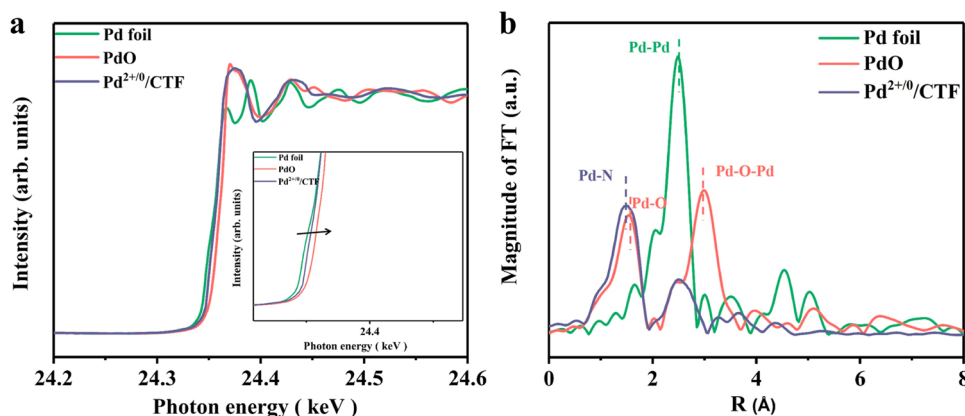 a
Pd foil
PdO
Pd2+/0/CTF
Intensity (arb. units)
Pd foil
PdO
Pd2+/0/CTF
Intensity (arb. units)
24.4
Photon energy ( keV )
24.2 24.3 24.4 24.5 24.6
Photon energy ( keV )
b
Pd-Pd
Pd foil
PdO
Pd2+/0/CTF
Pd-N
Pd-O
Pd-O-Pd
Magnitude of FT (a.u.)
0 2 4 6 8
R (Å)